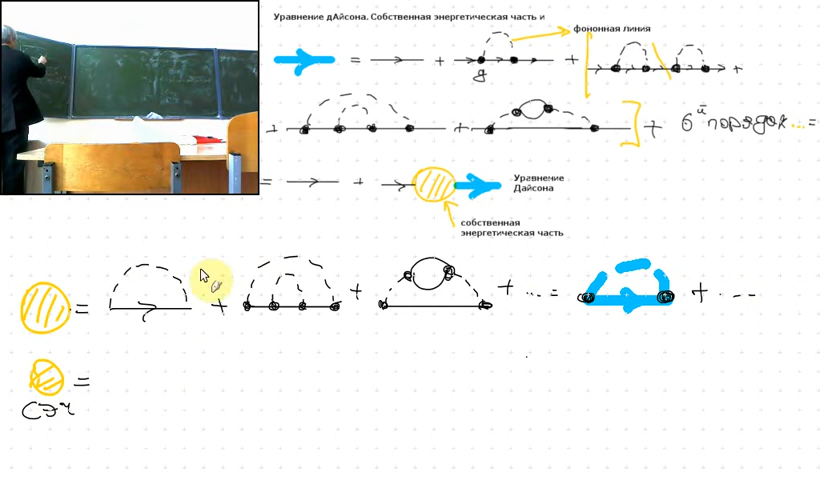 Уравнение дАйсона. Собственная энергетическая часть и
фононная линия
= + + +
g
+ + + 6й порядок ... =
= + Уравнение
Дайсона
собственная
энергетическая часть
= + + + ... = + ...
=
СЭЧ